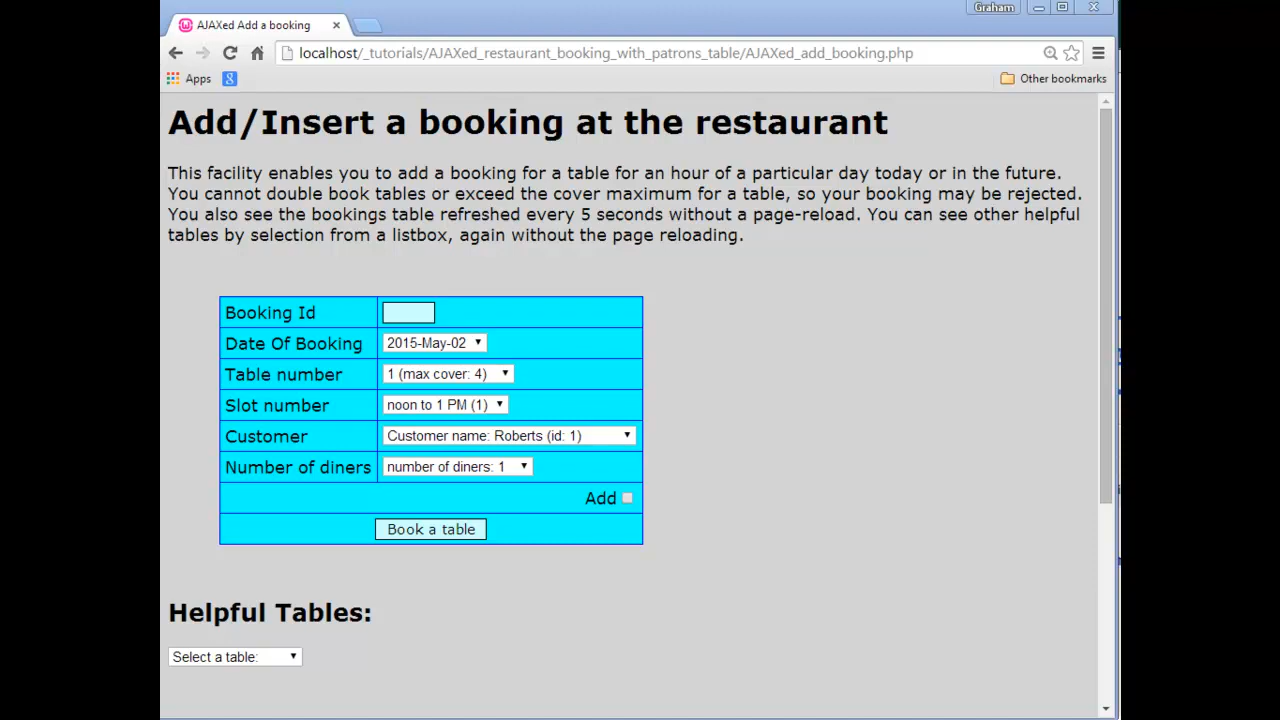 Graham
AJAXed Add a booking
localhost/_tutorials/AJAXed_restaurant_booking_with_patrons_table/AJAXed_add_booking.php
Apps
8
Other bookmarks
Add/Insert a booking at the restaurant
This facility enables you to add a booking for a table for an hour of a particular day today or in the future.
You cannot double book tables or exceed the cover maximum for a table, so your booking may be rejected.
You also see the bookings table refreshed every 5 seconds without a page-reload. You can see other helpful
tables by selection from a listbox, again without the page reloading.
Booking Id
Date Of Booking 2015-May-02
Table number 1 (max cover: 4)
Slot number noon to 1 PM (1)
Customer Customer name: Roberts (id: 1)
Number of diners number of diners: 1
Add
Book a table
Helpful Tables:
Select a table: